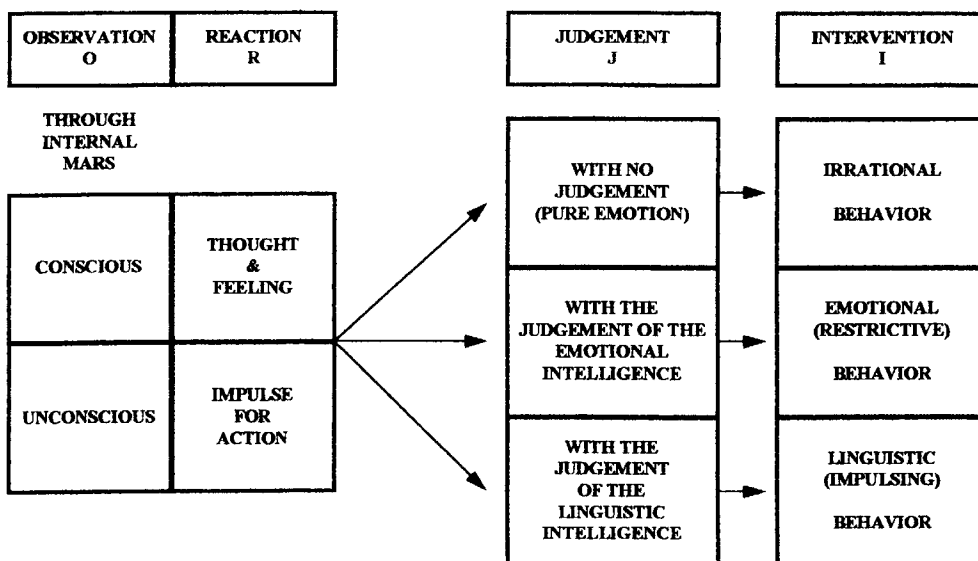 OBSERVATION
O
REACTION
R
JUDGEMENT
J
INTERVENTION
I
THROUGH
INTERNAL
MARS
CONSCIOUS
THOUGHT
&
FEELING
UNCONSCIOUS
IMPULSE
FOR
ACTION
WITH NO
JUDGEMENT
(PURE EMOTION)
IRRATIONAL
BEHAVIOR
WITH THE
JUDGEMENT OF THE
EMOTIONAL
INTELLIGENCE
EMOTIONAL
(RESTRICTIVE)
BEHAVIOR
WITH THE
JUDGEMENT
OF THE
LINGUISTIC
INTELLIGENCE
LINGUISTIC
(IMPULSING)
BEHAVIOR